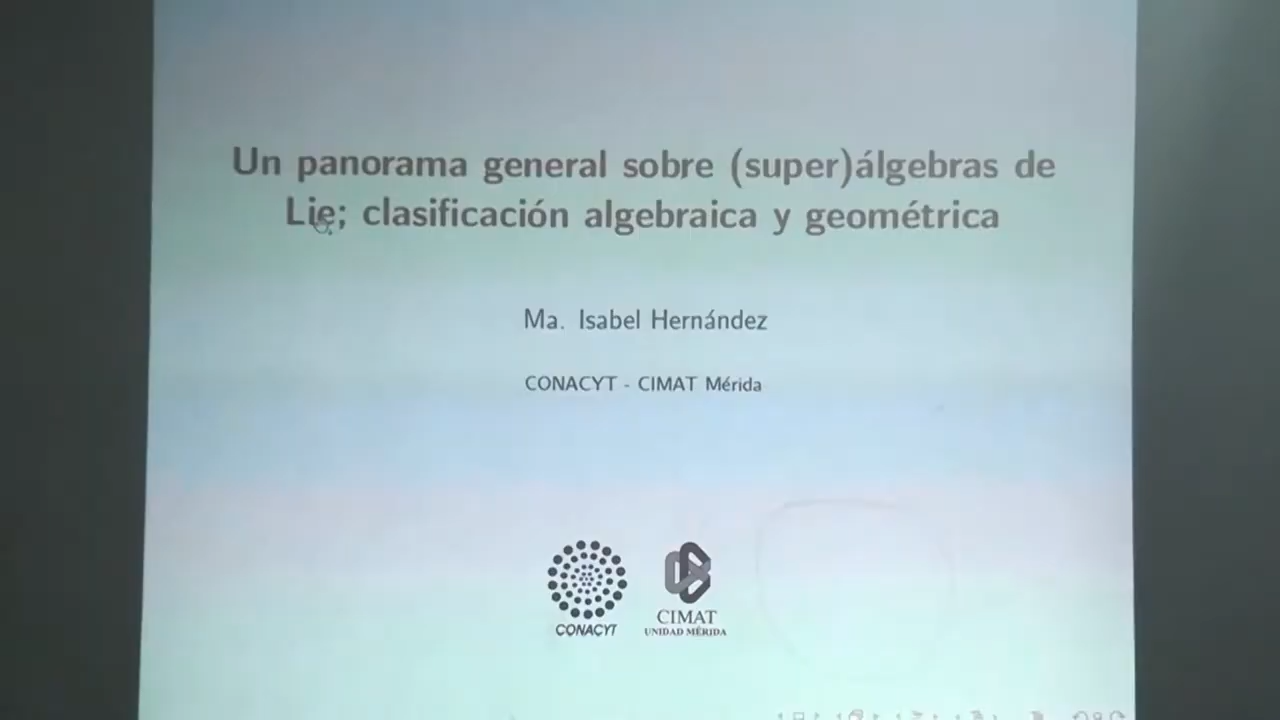 Un panorama general sobre (super)álgebras de
Lie; clasificación algebraica y geométrica
Ma. Isabel Hernández
CONACYT - CIMAT Mérida
CONACYT
CIMAT
UNIDAD MÉRIDA